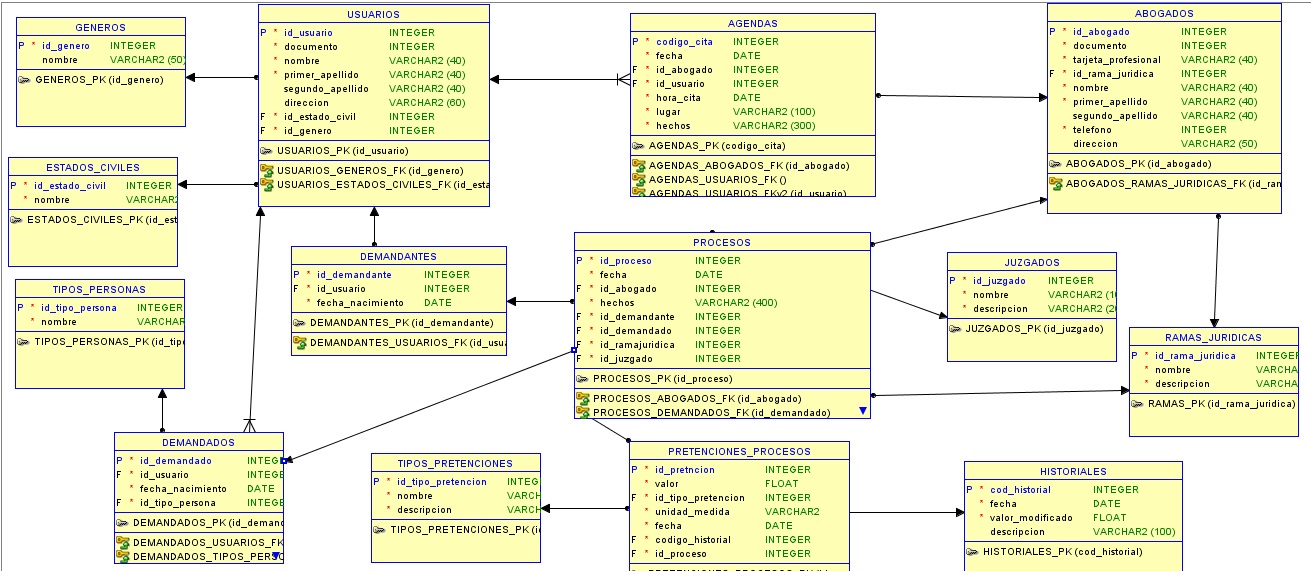 GENEROS
P * id_genero INTEGER
nombre VARCHAR2 (50)
GENEROS_PK (id_genero)
USUARIOS
P * id_usuario INTEGER
* documento INTEGER
* nombre VARCHAR2 (40)
* primer_apellido VARCHAR2 (40)
segundo_apellido VARCHAR2 (40)
direccion VARCHAR2 (60)
F * id_estado_civil INTEGER
F * id_genero INTEGER
USUARIOS_PK (id_usuario)
USUARIOS_GENEROS_FK (id_genero)
USUARIOS_ESTADOS_CIVILES_FK (id_esta
AGENDAS
P * codigo_cita INTEGER
* fecha DATE
F * id_abogado INTEGER
F * id_usuario INTEGER
* hora_cita DATE
* lugar VARCHAR2 (100)
* hechos VARCHAR2 (300)
AGENDAS_PK (codigo_cita)
AGENDAS_ABOGADOS_FK (id_abogado)
AGENDAS_USUARIOS_FK ()
AGENDAS_USUARIOS_FKv2 (id_usuario)
ABOGADOS
P * id_abogado INTEGER
* documento INTEGER
* tarjeta_profesional VARCHAR2 (40)
F * id_rama_juridica INTEGER
* nombre VARCHAR2 (40)
* primer_apellido VARCHAR2 (40)
segundo_apellido VARCHAR2 (40)
* telefono INTEGER
direccion VARCHAR2 (50)
ABOGADOS_PK (id_abogado)
ABOGADOS_RAMAS_JURIDICAS_FK (id_ran
ESTADOS_CIVILES
P * id_estado_civil INTEGER
* nombre VARCHAR2
ESTADOS_CIVILES_PK (id_est
DEMANDANTES
P * id_demandante INTEGER
F * id_usuario INTEGER
* fecha_nacimiento DATE
DEMANDANTES_PK (id_demandante)
DEMANDANTES_USUARIOS_FK (id_usua
PROCESOS
P * id_proceso INTEGER
* fecha DATE
F * id_abogado INTEGER
* hechos VARCHAR2 (400)
F * id_demandante INTEGER
F * id_demandado INTEGER
F * id_ramajuridica INTEGER
F * id_juzgado INTEGER
PROCESOS_PK (id_proceso)
PROCESOS_ABOGADOS_FK (id_abogado)
PROCESOS_DEMANDADOS_FK (id_demandado)
JUZGADOS
P * id_juzgado INTEGER
* nombre VARCHAR2 (10
* descripcion VARCHAR2 (20
JUZGADOS_PK (id_juzgado)
TIPOS_PERSONAS
P * id_tipo_persona INTEGER
* nombre VARCHAR
TIPOS_PERSONAS_PK (id_tipo
RAMAS_JURIDICAS
P * id_rama_juridica INTEGER
* nombre VARCHA
* descripcion VARCHA
RAMAS_PK (id_rama_juridica)
DEMANDADOS
P * id_demandado INTEG
F * id_usuario INTEGE
* fecha_nacimiento DATE
F * id_tipo_persona INTEGE
DEMANDADOS_PK (id_demand
DEMANDADOS_USUARIOS_FK
DEMANDADOS_TIPOS_PERSO
TIPOS_PRETENCIONES
P * id_tipo_pretencion INTEG
* nombre VARCH
* descripcion VARCH
TIPOS_PRETENCIONES_PK (id
PRETENCIONES_PROCESOS
P * id_pretncion INTEGER
* valor FLOAT
F * id_tipo_pretencion INTEGER
* unidad_medida VARCHAR2
* fecha DATE
F * codigo_historial INTEGER
F * id_proceso INTEGER
HISTORIALES
P * cod_historial INTEGER
* fecha DATE
* valor_modificado FLOAT
descripcion VARCHAR2 (100)
HISTORIALES_PK (cod_historial)